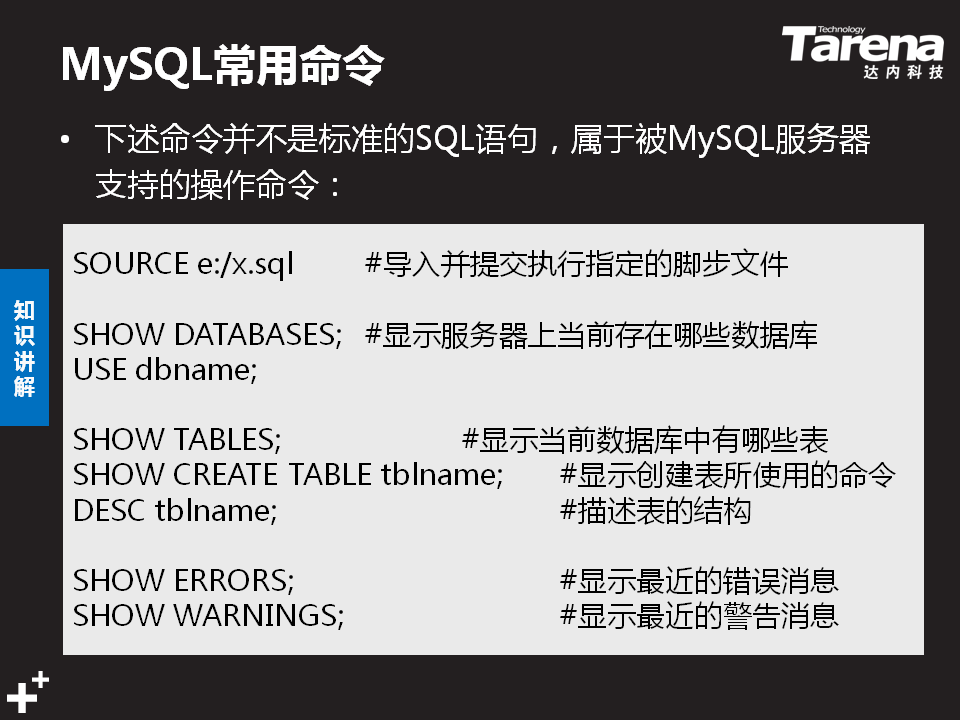 Technology
Tarena
达内科技
MySQL常用命令
• 下述命令并不是标准的SQL语句，属于被MySQL服务器
支持的操作命令：
知识讲解
SOURCE e:/x.sql #导入并提交执行指定的脚步文件
SHOW DATABASES; #显示服务器上当前存在哪些数据库
USE dbname;
SHOW TABLES; #显示当前数据库中有哪些表
SHOW CREATE TABLE tblname; #显示创建表所使用的命令
DESC tblname; #描述表的结构
SHOW ERRORS; #显示最近的错误消息
SHOW WARNINGS; #显示最近的警告消息